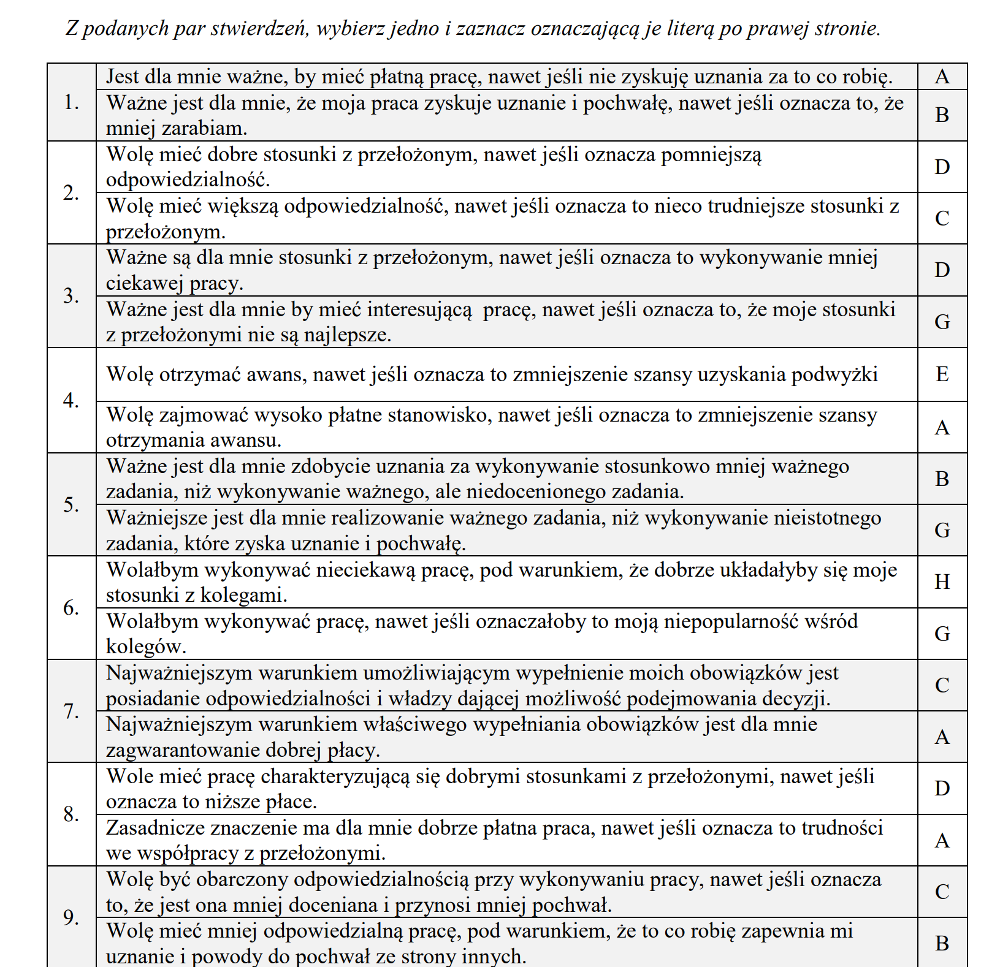 Z podanych par stwierdzeń, wybierz jedno i zaznacz oznaczającą je literą po prawej stronie.
1.
Jest dla mnie ważne, by mieć płatną pracę, nawet jeśli nie zyskuję uznania za to co robię.
A
Ważne jest dla mnie, że moja praca zyskuje uznanie i pochwałę, nawet jeśli oznacza to, że
mniej zarabiam.
B
2.
Wolę mieć dobre stosunki z przełożonym, nawet jeśli oznacza pomniejszą
odpowiedzialność.
D
Wolę mieć większą odpowiedzialność, nawet jeśli oznacza to nieco trudniejsze stosunki z
przełożonym.
C
3.
Ważne są dla mnie stosunki z przełożonym, nawet jeśli oznacza to wykonywanie mniej
ciekawej pracy.
D
Ważne jest dla mnie by mieć interesującą  pracę, nawet jeśli oznacza to, że moje stosunki
z przełożonymi nie są najlepsze.
G
4.
Wolę otrzymać awans, nawet jeśli oznacza to zmniejszenie szansy uzyskania podwyżki
E
Wolę zajmować wysoko płatne stanowisko, nawet jeśli oznacza to zmniejszenie szansy
otrzymania awansu.
A
5.
Ważne jest dla mnie zdobycie uznania za wykonywanie stosunkowo mniej ważnego
zadania, niż wykonywanie ważnego, ale niedocenionego zadania.
B
Ważniejsze jest dla mnie realizowanie ważnego zadania, niż wykonywanie nieistotnego
zadania, które zyska uznanie i pochwałę.
G
6.
Wolałbym wykonywać nieciekawą pracę, pod warunkiem, że dobrze układałyby się moje
stosunki z kolegami.
H
Wolałbym wykonywać pracę, nawet jeśli oznaczałoby to moją niepopularność wśród
kolegów.
G
7.
Najważniejszym warunkiem umożliwiającym wypełnienie moich obowiązków jest
posiadanie odpowiedzialności i władzy dającej możliwość podejmowania decyzji.
C
Najważniejszym warunkiem właściwego wypełniania obowiązków jest dla mnie
zagwarantowanie dobrej płacy.
A
8.
Wole mieć pracę charakteryzującą się dobrymi stosunkami z przełożonymi, nawet jeśli
oznacza to niższe płace.
D
Zasadnicze znaczenie ma dla mnie dobrze płatna praca, nawet jeśli oznacza to trudności
we współpracy z przełożonymi.
A
9.
Wolę być obarczony odpowiedzialnością przy wykonywaniu pracy, nawet jeśli oznacza
to, że jest ona mniej doceniana i przynosi mniej pochwał.
C
Wolę mieć mniej odpowiedzialną pracę, pod warunkiem, że to co robię zapewnia mi
uznanie i powody do pochwał ze strony innych.
B